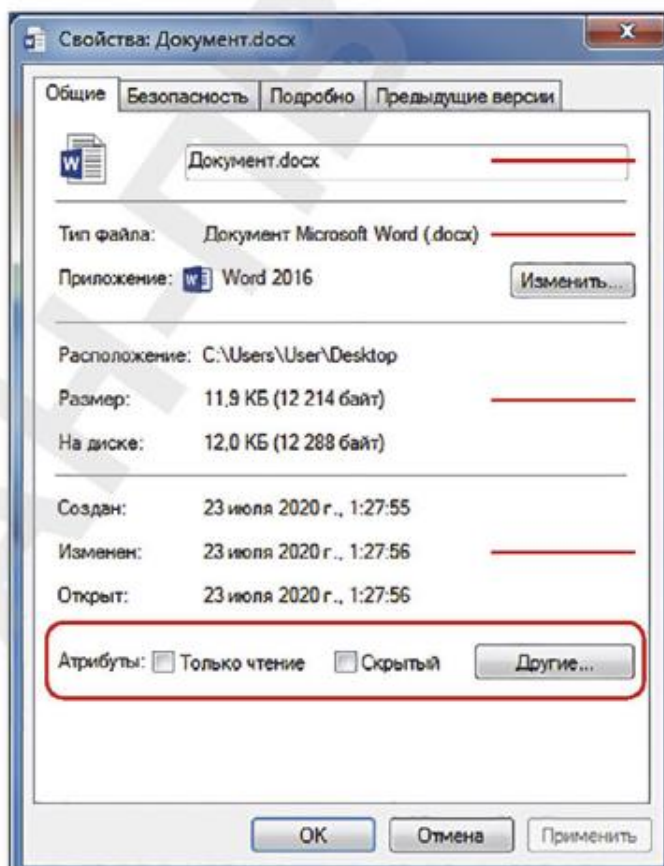 Свойства: Документ.docx
Общие Безопасность Подробно Предыдущие версии
Документ.docx
Тип файла: Документ Microsoft Word (.docx)
Приложение: Word 2016 Изменить...
Расположение: C:\Users\User\Desktop
Размер: 11,9 КБ (12 214 байт)
На диске: 12,0 КБ (12 288 байт)
Создан: 23 июля 2020 г., 1:27:55
Изменен: 23 июля 2020 г., 1:27:56
Открыт: 23 июля 2020 г., 1:27:56
Атрибуты: Только чтение Скрытый Другие...
OK Отмена Применить